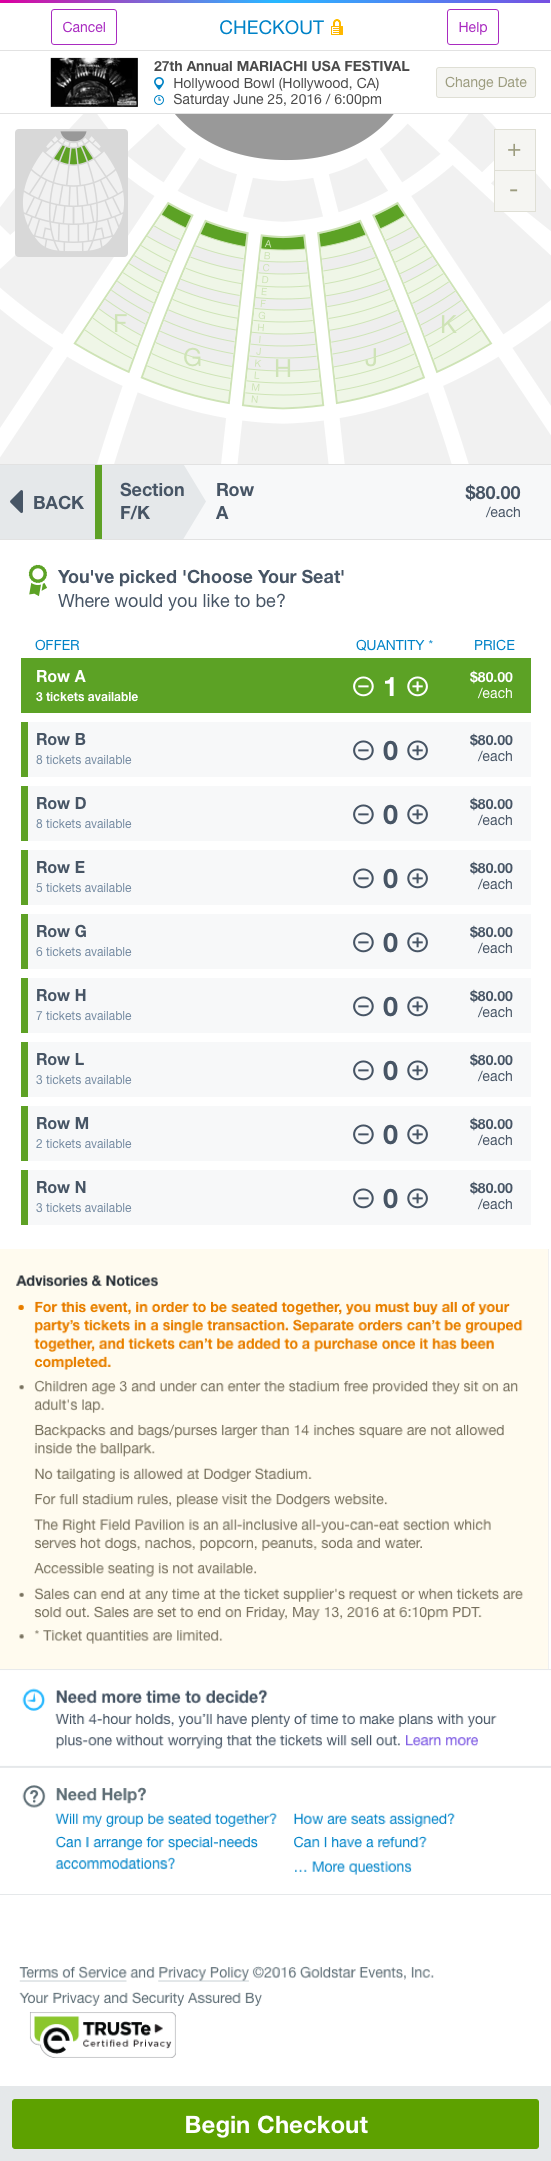 Cancel
CHECKOUT
Help
27th Annual MARIACHI USA FESTIVAL
Hollywood Bowl (Hollywood, CA)
Saturday June 25, 2016 / 6:00pm
Change Date
+
-
A
B
C
D
E
F
G
H
I
J
K
L
M
N
F
G
H
J
K
BACK
Section
F/K
Row
A
$80.00
/each
You've picked 'Choose Your Seat'
Where would you like to be?
OFFER
QUANTITY *
PRICE
Row A
3 tickets available
1
$80.00
/each
Row B
8 tickets available
0
$80.00
/each
Row D
8 tickets available
0
$80.00
/each
Row E
5 tickets available
0
$80.00
/each
Row G
6 tickets available
0
$80.00
/each
Row H
7 tickets available
0
$80.00
/each
Row L
3 tickets available
0
$80.00
/each
Row M
2 tickets available
0
$80.00
/each
Row N
3 tickets available
0
$80.00
/each
Advisories & Notices
• For this event, in order to be seated together, you must buy all of your
party’s tickets in a single transaction. Separate orders can’t be grouped
together, and tickets can’t be added to a purchase once it has been
completed.
• Children age 3 and under can enter the stadium free provided they sit on an
adult's lap.
Backpacks and bags/purses larger than 14 inches square are not allowed
inside the ballpark.
No tailgating is allowed at Dodger Stadium.
For full stadium rules, please visit the Dodgers website.
The Right Field Pavilion is an all-inclusive all-you-can-eat section which
serves hot dogs, nachos, popcorn, peanuts, soda and water.
Accessible seating is not available.
• Sales can end at any time at the ticket supplier's request or when tickets are
sold out. Sales are set to end on Friday, May 13, 2016 at 6:10pm PDT.
• * Ticket quantities are limited.
Need more time to decide?
With 4-hour holds, you’ll have plenty of time to make plans with your
plus-one without worrying that the tickets will sell out. Learn more
Need Help?
Will my group be seated together?
How are seats assigned?
Can I arrange for special-needs
accommodations?
Can I have a refund?
... More questions
Terms of Service and Privacy Policy ©2016 Goldstar Events, Inc.
Your Privacy and Security Assured By
TRUSTe
Certified Privacy
Begin Checkout